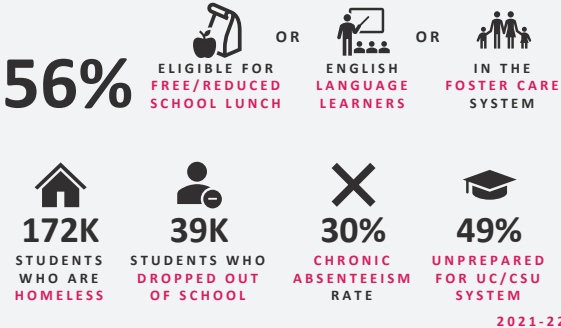 56%
ELIGIBLE FOR
FREE/REDUCED
SCHOOL LUNCH
OR
ENGLISH
LANGUAGE
LEARNERS
OR
IN THE
FOSTER CARE
SYSTEM
172K
STUDENTS
WHO ARE
HOMELESS
39K
STUDENTS WHO
DROPPED OUT
OF SCHOOL
30%
CHRONIC
ABSENTEEISM
RATE
49%
UNPREPARED
FOR UC/CSU
SYSTEM
2021-22